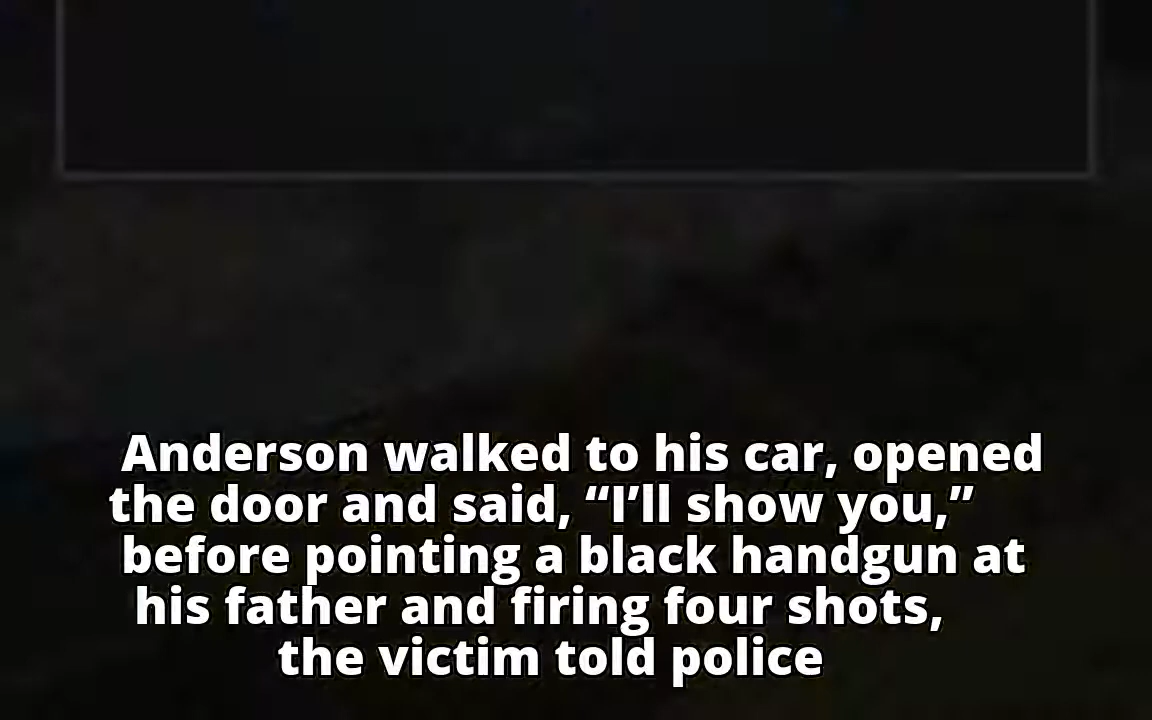 Anderson walked to his car, opened
the door and said, “I’ll show you,”
before pointing a black handgun at
his father and firing four shots,
the victim told police